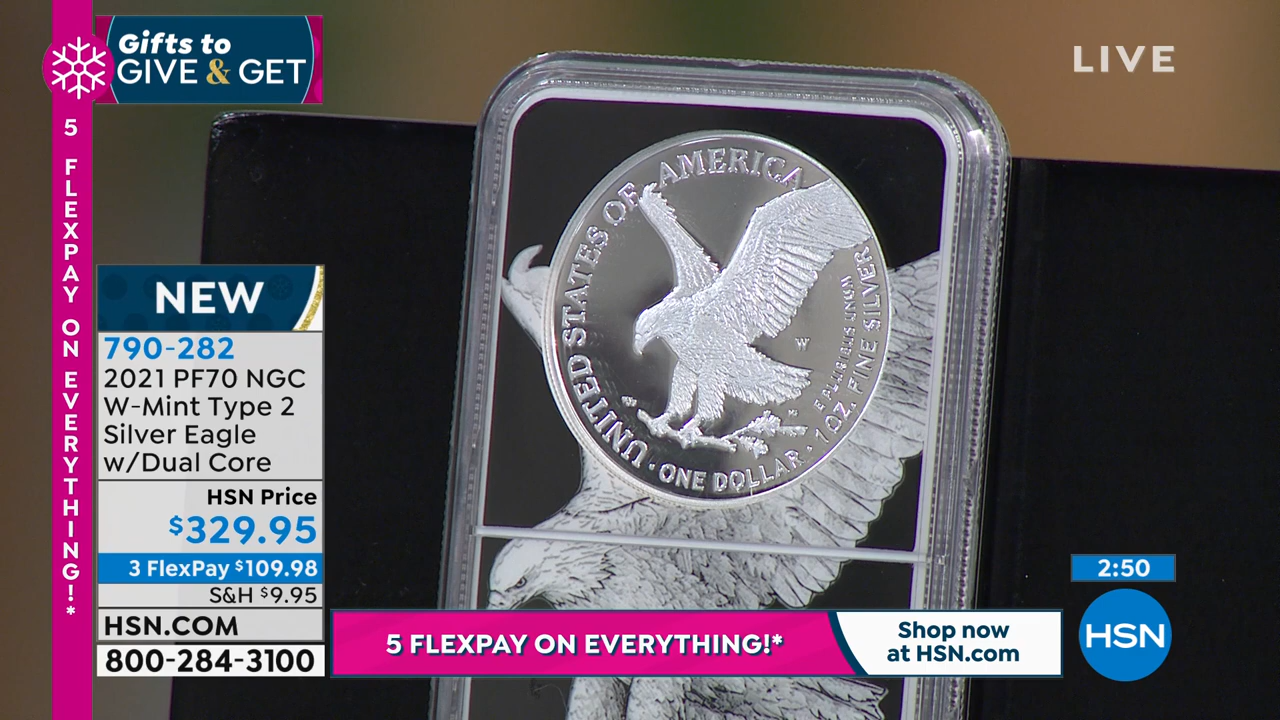 Gifts to
GIVE & GET
LIVE
5 FLEXPAY ON EVERYTHING!*
NEW
790-282
2021 PF70 NGC
W-Mint Type 2
Silver Eagle
w/Dual Core
HSN Price
$329.95
3 FlexPay $109.98
S&H $9.95
HSN.COM
800-284-3100
UNITED STATES OF AMERICA
W
E PLURIBUS UNUM
1 OZ. FINE SILVER
• ONE DOLLAR •
5 FLEXPAY ON EVERYTHING!*
Shop now
at HSN.com
2:50
HSN